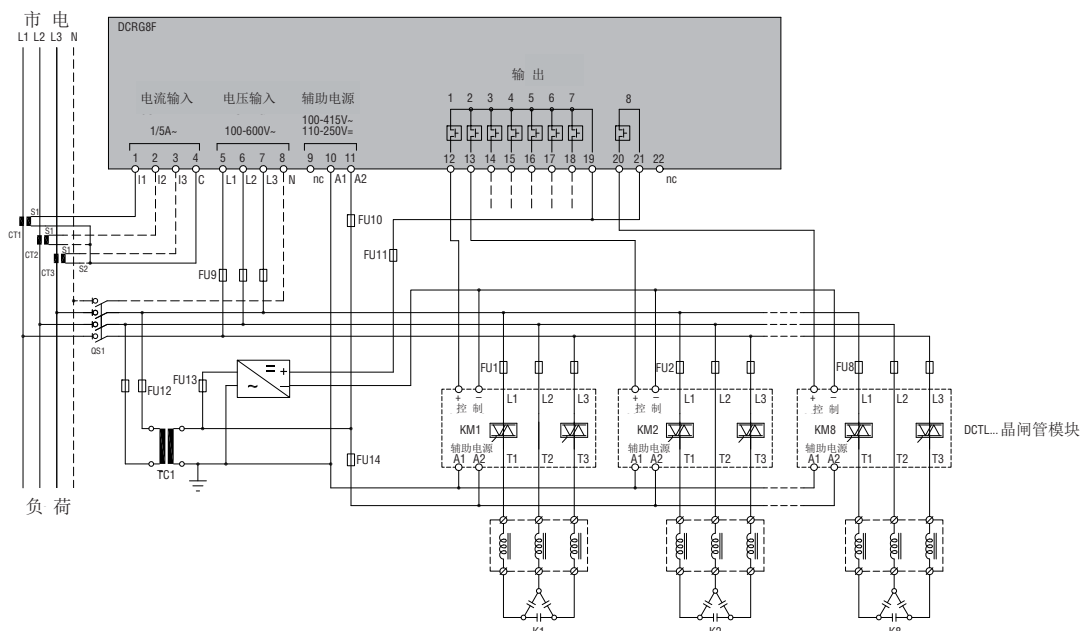 市 电
L1 L2 L3 N
DCRG8F
输 出
电流输入 电压输入 辅助电源
1/5A~ 100-600V~ 100-415V~
110-250V=
1 2 3 4 5 6 7 8
1 2 3 4 5 6 7 8 9 10 11 12 13 14 15 16 17 18 19 20 21 22
I1 I2 I3 C L1 L2 L3 N nc A1 A2 nc
S1
CT1
S1
CT2
S1
CT3 S2
FU10
FU11
FU9
QS1
FU12
FU13
= +
~ −
FU14
TC1
负 荷
FU1 FU2 FU8
+ − L1 L2 L3 + − L1 L2 L3 + − L1 L2 L3
控 制 控 制 控 制
KM1 KM2 KM8
DCTL... 晶闸管模块
辅助电源 辅助电源 辅助电源
A1 A2 T1 T2 T3 A1 A2 T1 T2 T3 A1 A2 T1 T2 T3
K1 K2 K8